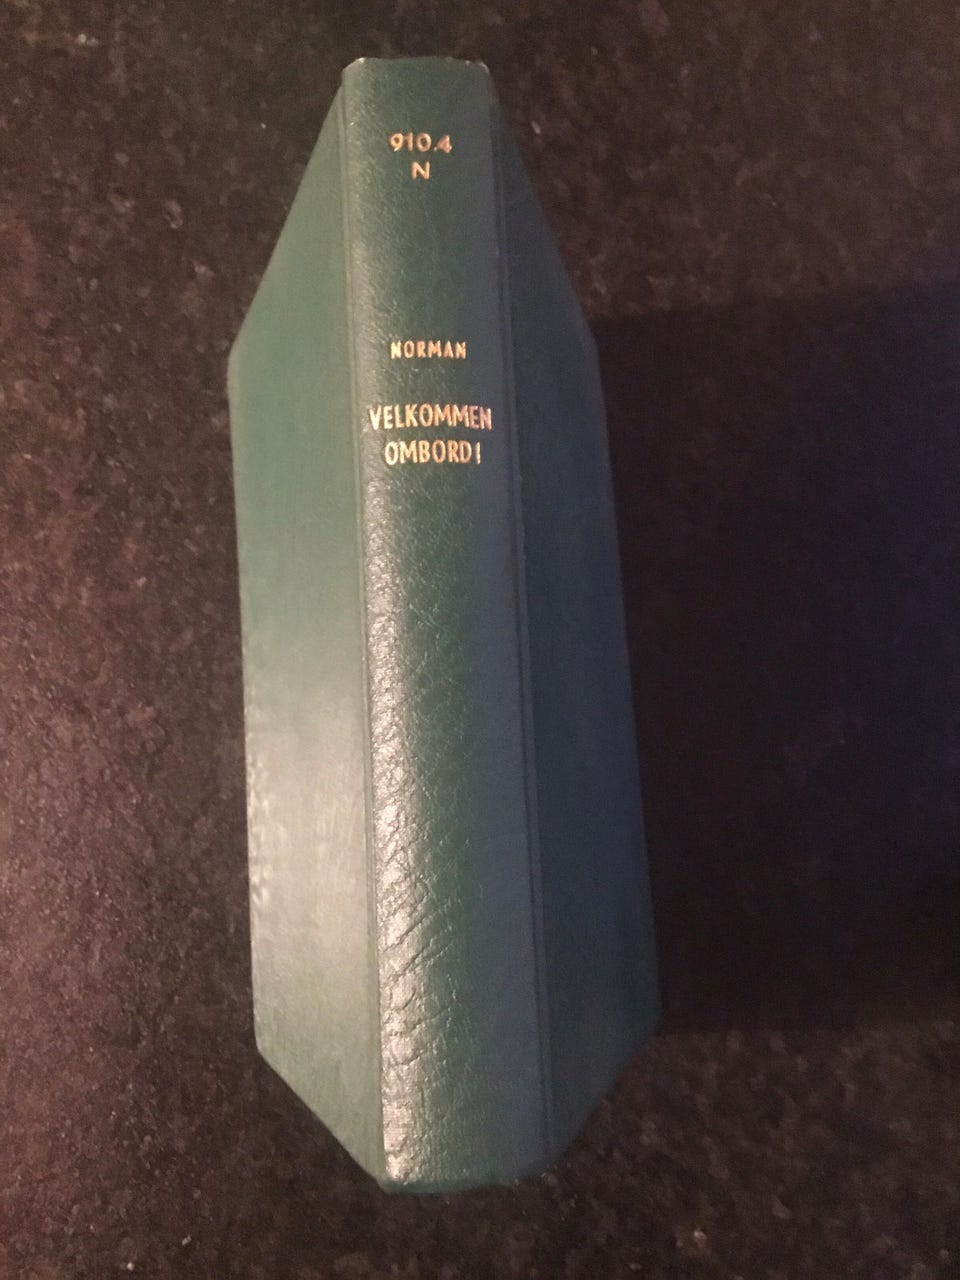 910.4
N
NORMAN
VELKOMMEN
OMBORD!